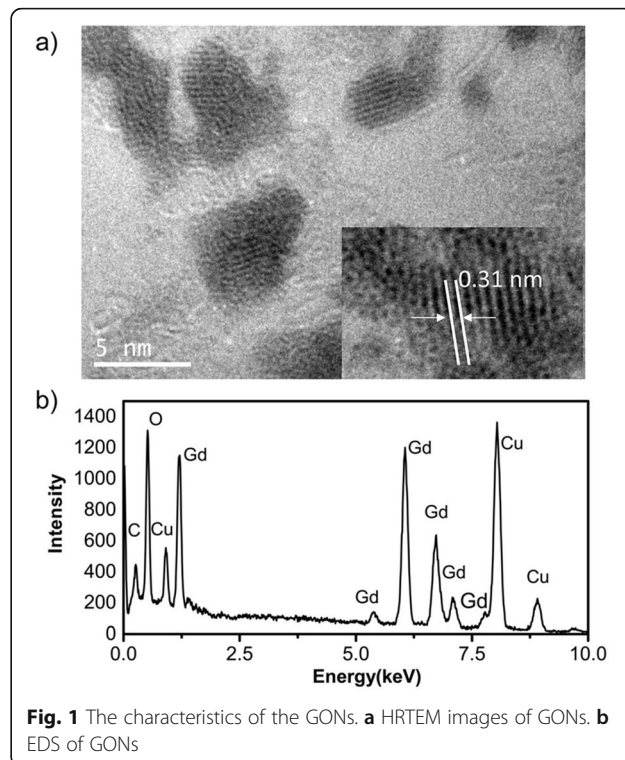 a)
0.31 nm
5 nm
b)
1400
1200
1000
800
600
400
200
0
Intensity
C
O
Cu
Gd
Gd
Gd
Gd
Gd
Gd
Cu
Cu
0.0
2.5
5.0
7.5
10.0
Energy(keV)
Fig. 1 The characteristics of the GONs. a HRTEM images of GONs. b
EDS of GONs